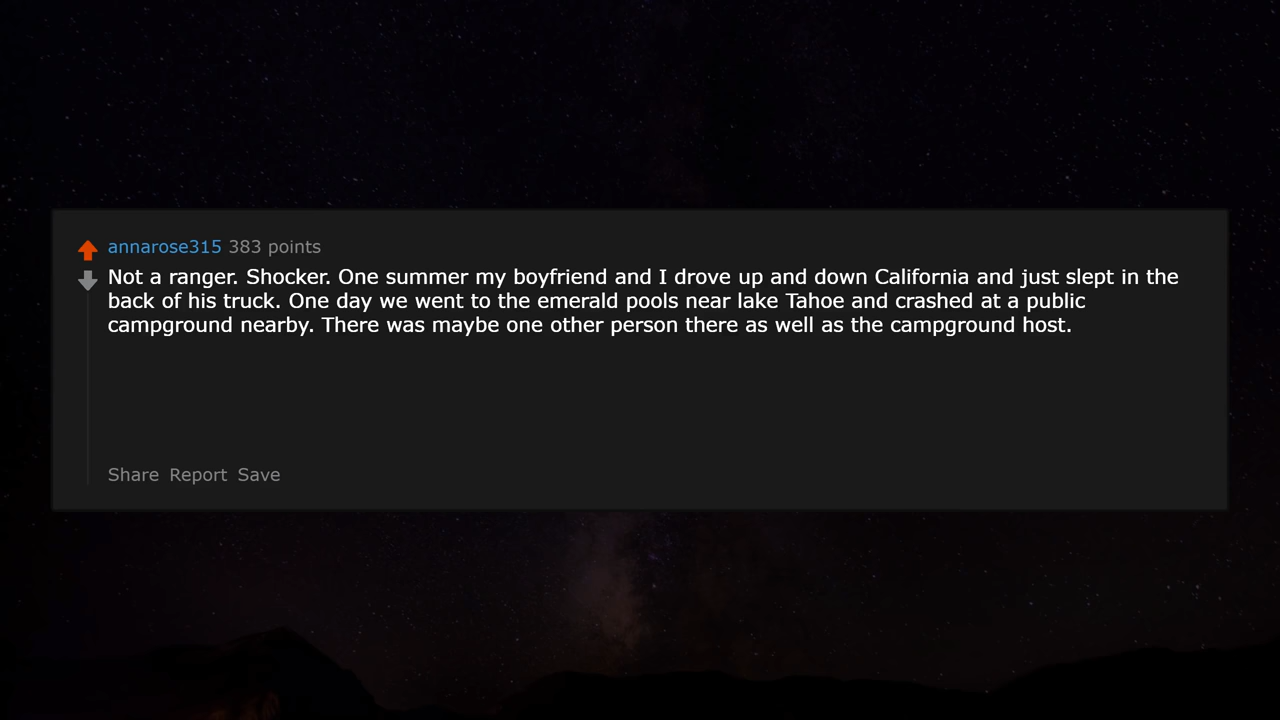 annarose315 383 points
Not a ranger. Shocker. One summer my boyfriend and I drove up and down California and just slept in the
back of his truck. One day we went to the emerald pools near lake Tahoe and crashed at a public
campground nearby. There was maybe one other person there as well as the campground host.
Share Report Save